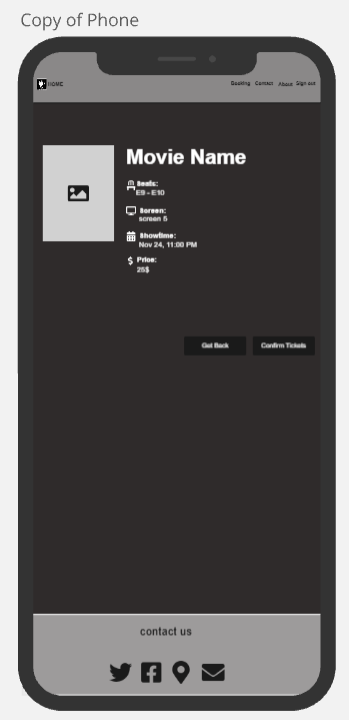 Copy of Phone
HOME
Booking Contact About Sign out
Movie Name
Seats:
E9 - E10
Screen:
screen 5
Showtime:
Nov 24, 11:00 PM
Price:
25$
Get Back Confirm Tickets
contact us